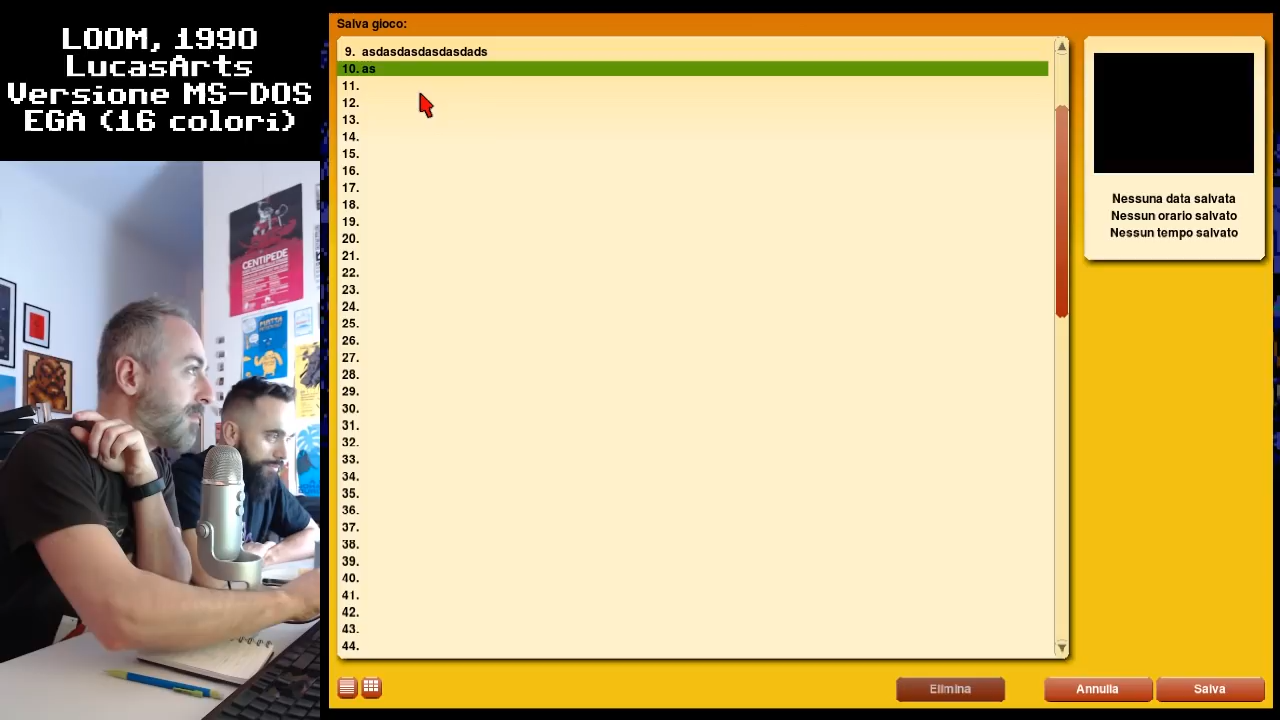 LOOM, 1990
LucasArts
Versione MS-DOS
EGA (16 colori)
CENTIPEDE
Salva gioco:
9. asdasdasdasdasdads
10. as
11.
12.
13.
14.
15.
16.
17.
18.
19.
20.
21.
22.
23.
24.
25.
26.
27.
28.
29.
30.
31.
32.
33.
34.
35.
36.
37.
38.
39.
40.
41.
42.
43.
44.
Nessuna data salvata
Nessun orario salvato
Nessun tempo salvato
Elimina
Annulla
Salva